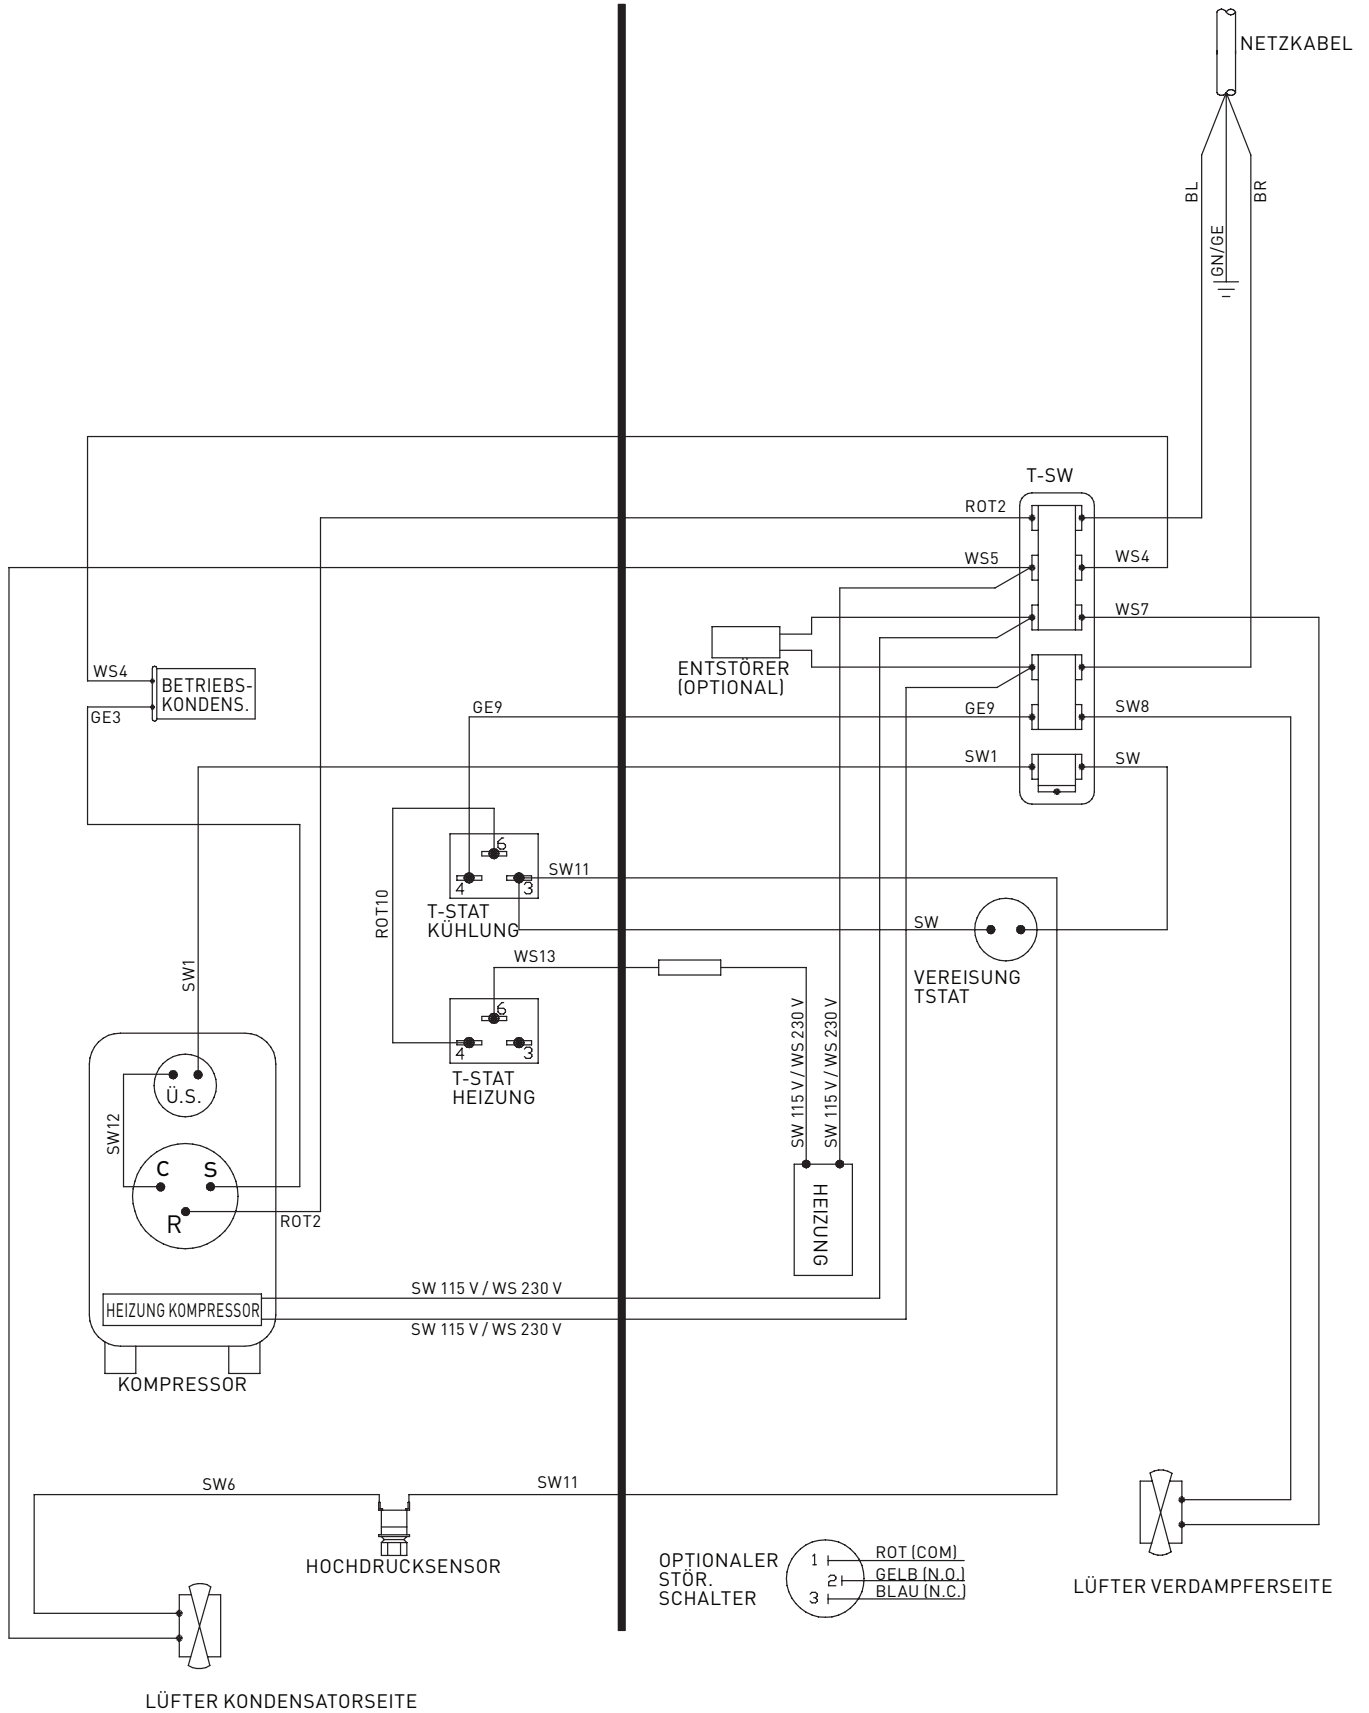 NETZKABEL
BL
BR
GN/GE
T-SW
ROT2
WS5
WS4
WS7
WS4
BETRIEBS-
KONDENS.
GE3
ENTSTÖRER
(OPTIONAL)
GE9
GE9
SW8
SW1
SW
6
4
3
SW11
T-STAT
KÜHLUNG
ROT10
SW
VEREISUNG
TSTAT
WS13
SW1
6
4
3
T-STAT
HEIZUNG
SW 115 V / WS 230 V
SW 115 V / WS 230 V
Ü.S.
SW12
C
S
R
ROT2
HEIZUNG
SW 115 V / WS 230 V
HEIZUNG KOMPRESSOR
SW 115 V / WS 230 V
KOMPRESSOR
SW6
SW11
HOCHDRUCKSENSOR
OPTIONALER
STÖR.
SCHALTER
1
2
3
ROT (COM)
GELB (N.O.)
BLAU (N.C.)
LÜFTER VERDAMPFERSEITE
LÜFTER KONDENSATORSEITE